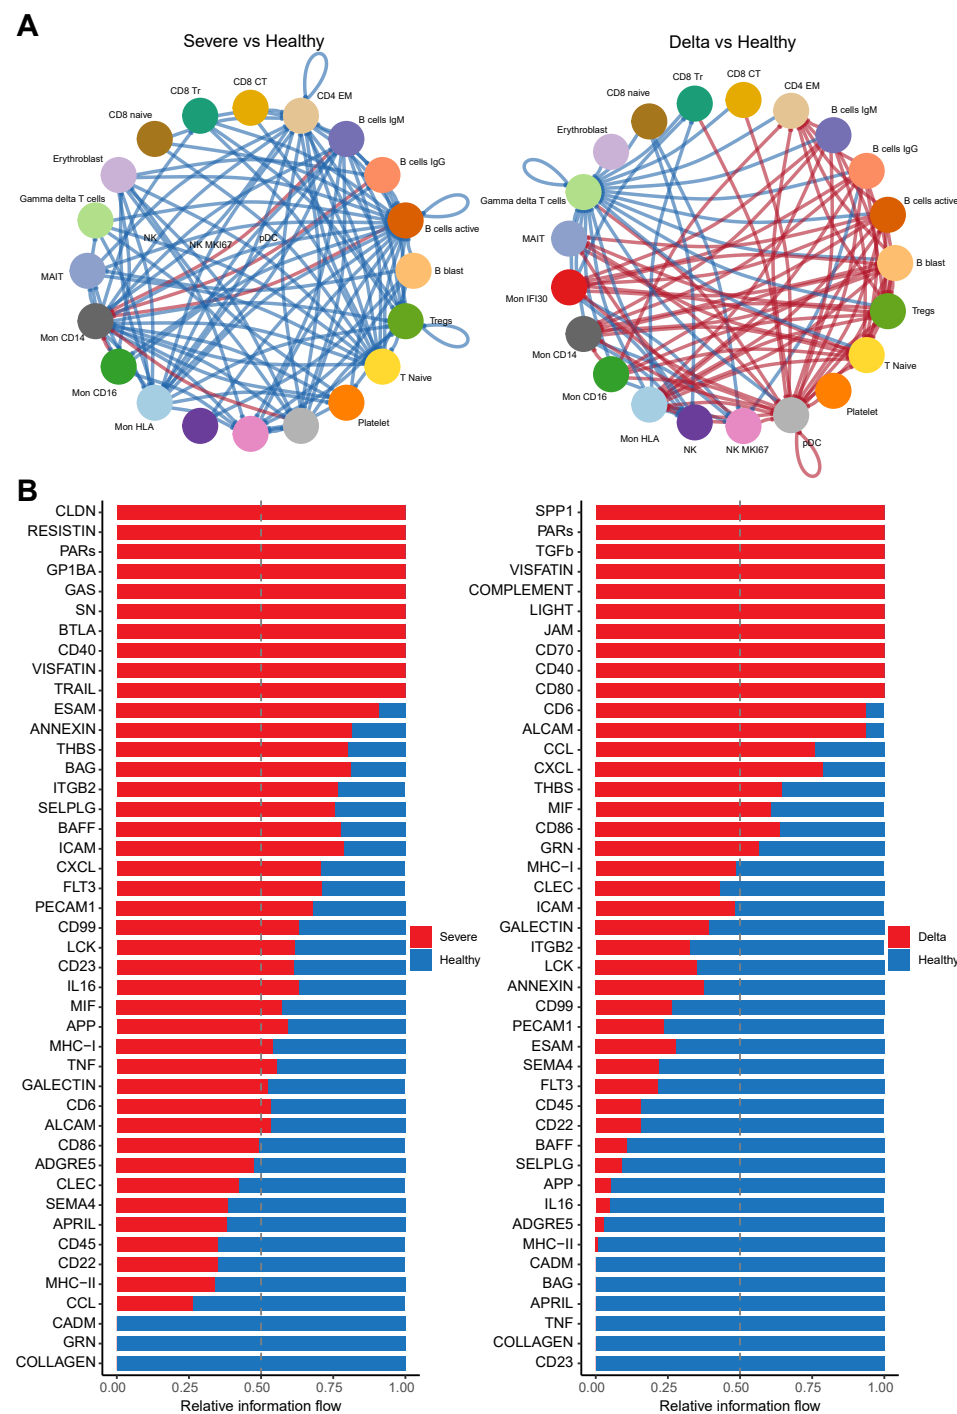 A
Severe vs Healthy
CD8 CT
CD8 Tr
CD4 EM
CD8 naive
B cells IgM
Erythroblast
B cells IgG
Gamma delta T cells
B cells active
NK
NK MKI67
pDC
MAIT
B blast
Mon CD14
Tregs
Mon CD16
T Naive
Mon HLA
Platelet
Delta vs Healthy
CD8 CT
CD8 Tr
CD4 EM
CD8 naive
B cells IgM
Erythroblast
B cells IgG
Gamma delta T cells
B cells active
MAIT
B blast
Mon IFI30
Tregs
Mon CD14
T Naive
Mon CD16
Platelet
Mon HLA
NK
NK MKI67
pDC
B
CLDN
RESISTIN
PARs
GP1BA
GAS
SN
BTLA
CD40
VISFATIN
TRAIL
ESAM
ANNEXIN
THBS
BAG
ITGB2
SELPLG
BAFF
ICAM
CXCL
FLT3
PECAM1
CD99
LCK
CD23
IL16
MIF
APP
MHC−I
TNF
GALECTIN
CD6
ALCAM
CD86
ADGRE5
CLEC
SEMA4
APRIL
CD45
CD22
MHC−II
CCL
CADM
GRN
COLLAGEN
0.00 0.25 0.50 0.75 1.00
Relative information flow
Severe
Healthy
SPP1
PARs
TGFb
VISFATIN
COMPLEMENT
LIGHT
JAM
CD70
CD40
CD80
CD6
ALCAM
CCL
CXCL
THBS
MIF
CD86
GRN
MHC−I
CLEC
ICAM
GALECTIN
ITGB2
LCK
ANNEXIN
CD99
PECAM1
ESAM
SEMA4
FLT3
CD45
CD22
BAFF
SELPLG
APP
IL16
ADGRE5
MHC−II
CADM
BAG
APRIL
TNF
COLLAGEN
CD23
0.00 0.25 0.50 0.75 1.00
Relative information flow
Delta
Healthy